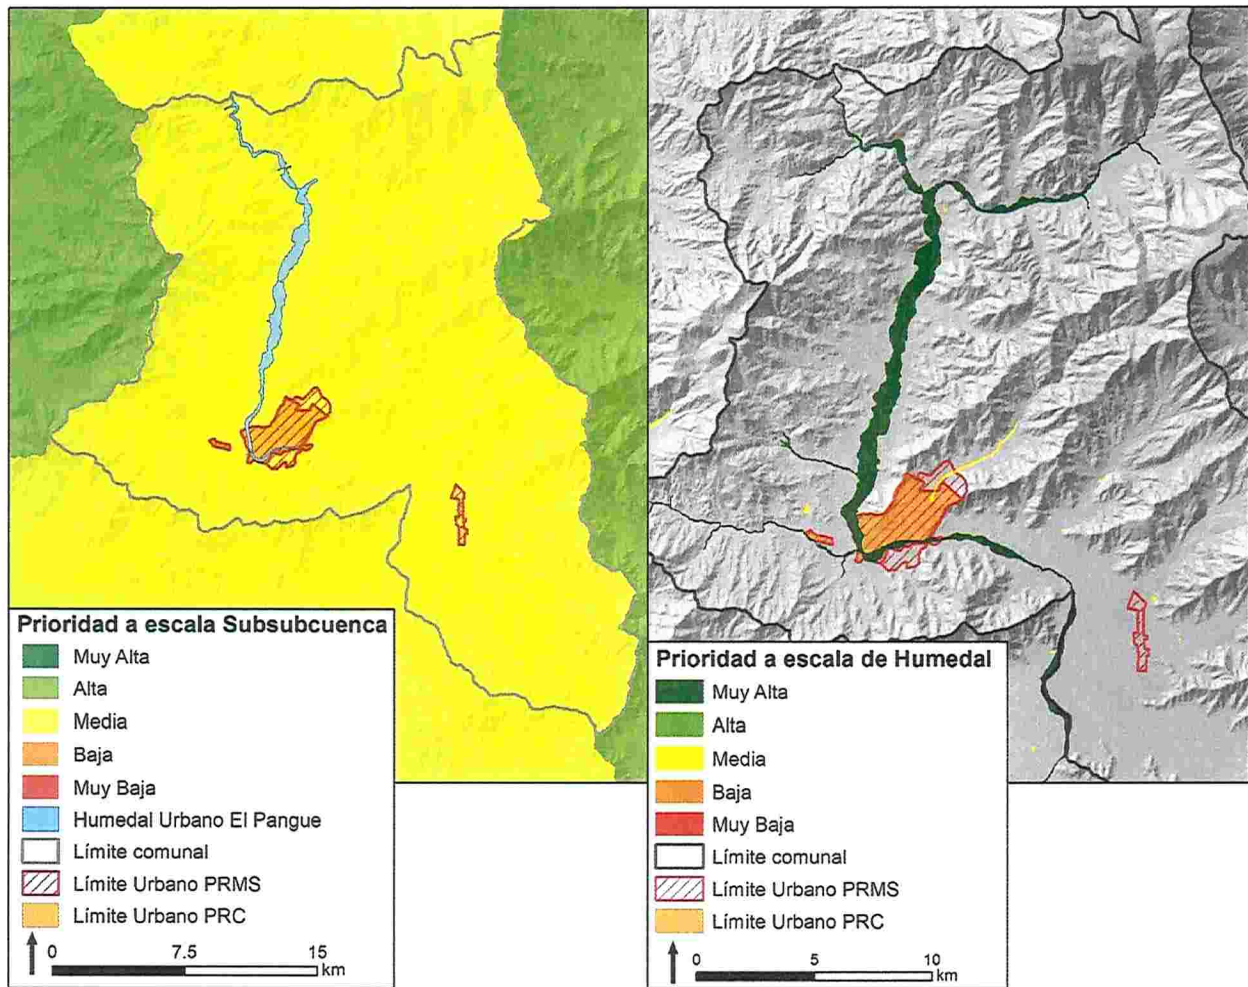 Prioridad a escala Subsubcuenca
Muy Alta
Alta
Media
Baja
Muy Baja
Humedal Urbano El Pangue
Límite comunal
Límite Urbano PRMS
Límite Urbano PRC
0 7.5 15
km
Prioridad a escala de Humedal
Muy Alta
Alta
Media
Baja
Muy Baja
Límite comunal
Límite Urbano PRMS
Límite Urbano PRC
0 5 10
km